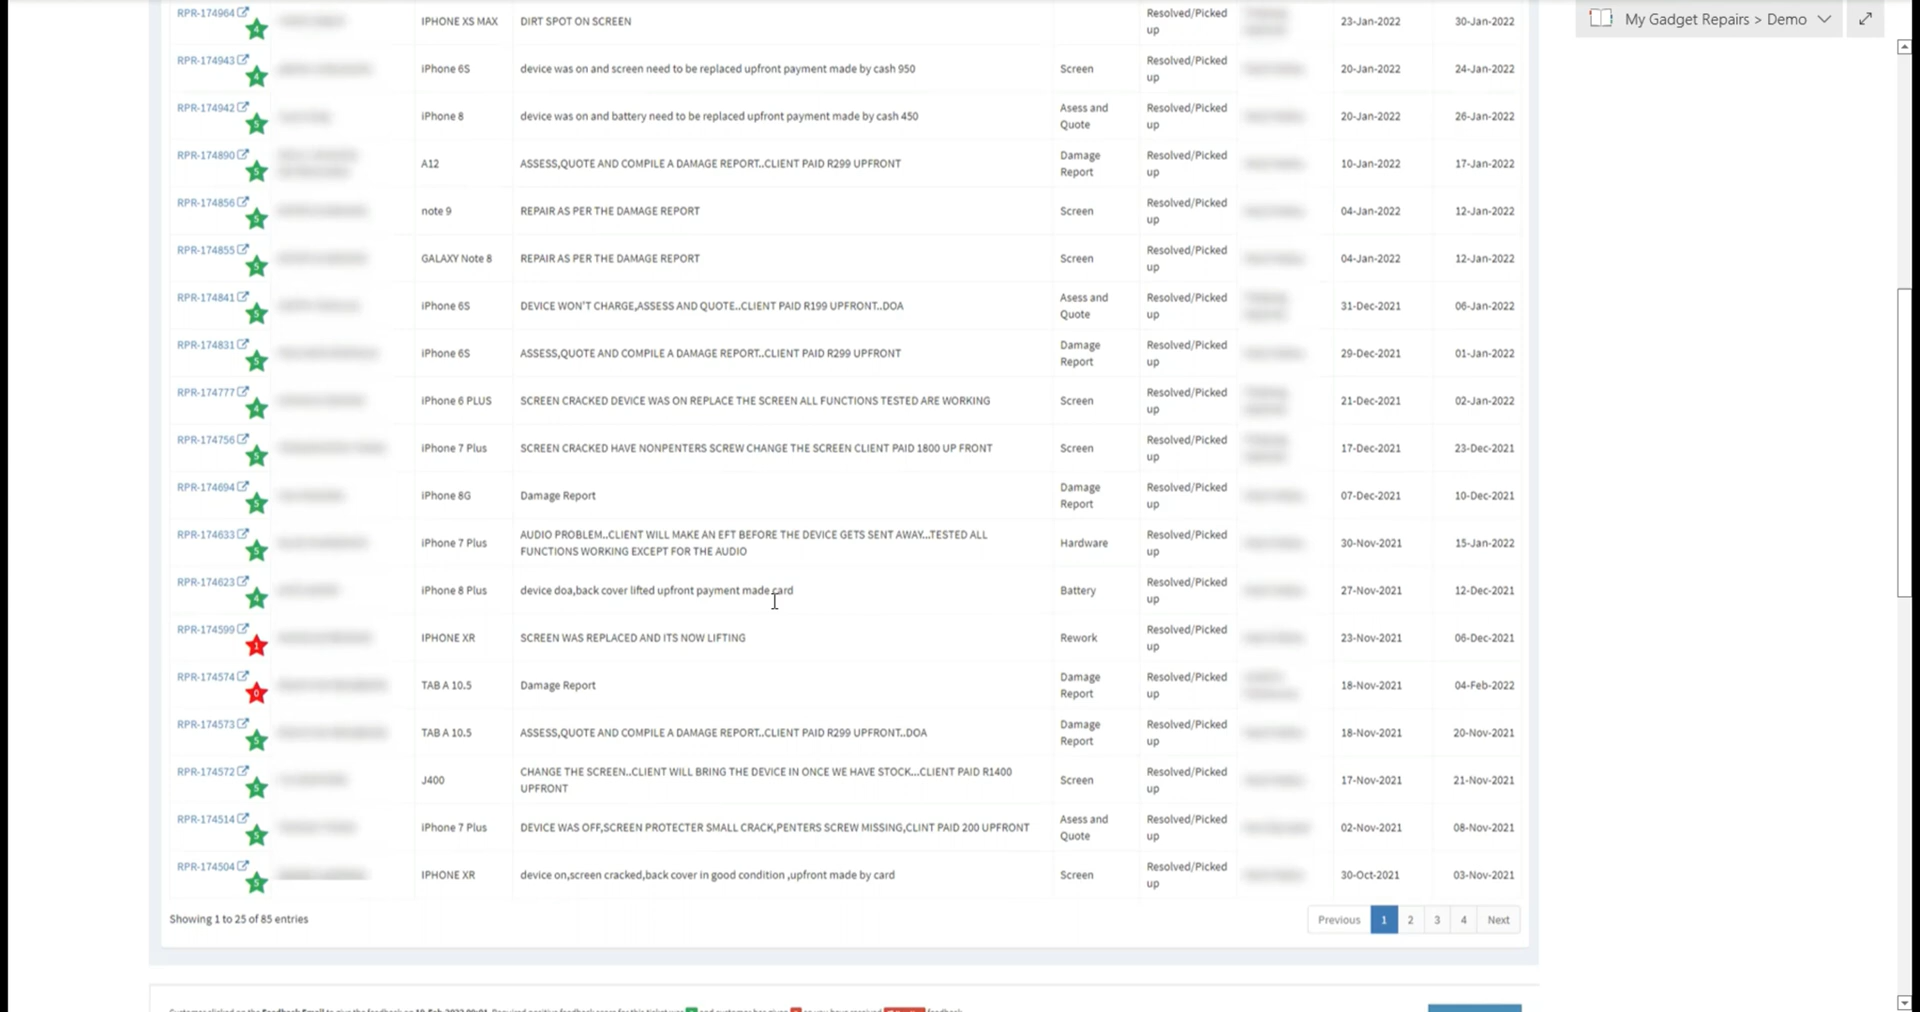 My Gadget Repairs > Demo
RPR-174964 4 IPHONE XS MAX DIRT SPOT ON SCREEN Resolved/Picked up 23-Jan-2022 30-Jan-2022
RPR-174943 4 iPhone 6S device was on and screen need to be replaced upfront payment made by cash 950 Screen Resolved/Picked up 20-Jan-2022 24-Jan-2022
RPR-174942 5 iPhone 8 device was on and battery need to be replaced upfront payment made by cash 450 Asess and Quote Resolved/Picked up 20-Jan-2022 26-Jan-2022
RPR-174890 5 A12 ASSESS,QUOTE AND COMPILE A DAMAGE REPORT..CLIENT PAID R299 UPFRONT Damage Report Resolved/Picked up 10-Jan-2022 17-Jan-2022
RPR-174856 5 note 9 REPAIR AS PER THE DAMAGE REPORT Screen Resolved/Picked up 04-Jan-2022 12-Jan-2022
RPR-174855 5 GALAXY Note 8 REPAIR AS PER THE DAMAGE REPORT Screen Resolved/Picked up 04-Jan-2022 12-Jan-2022
RPR-174841 5 iPhone 6S DEVICE WON'T CHARGE,ASSESS AND QUOTE..CLIENT PAID R199 UPFRONT..DOA Asess and Quote Resolved/Picked up 31-Dec-2021 06-Jan-2022
RPR-174831 5 iPhone 6S ASSESS,QUOTE AND COMPILE A DAMAGE REPORT..CLIENT PAID R299 UPFRONT Damage Report Resolved/Picked up 29-Dec-2021 01-Jan-2022
RPR-174777 4 iPhone 6 PLUS SCREEN CRACKED DEVICE WAS ON REPLACE THE SCREEN ALL FUNCTIONS TESTED ARE WORKING Screen Resolved/Picked up 21-Dec-2021 02-Jan-2022
RPR-174756 5 iPhone 7 Plus SCREEN CRACKED HAVE NONPENTERS SCREW CHANGE THE SCREEN CLIENT PAID 1800 UP FRONT Screen Resolved/Picked up 17-Dec-2021 23-Dec-2021
RPR-174694 5 iPhone 8G Damage Report Damage Report Resolved/Picked up 07-Dec-2021 10-Dec-2021
RPR-174633 5 iPhone 7 Plus AUDIO PROBLEM..CLIENT WILL MAKE AN EFT BEFORE THE DEVICE GETS SENT AWAY...TESTED ALL FUNCTIONS WORKING EXCEPT FOR THE AUDIO Hardware Resolved/Picked up 30-Nov-2021 15-Jan-2022
RPR-174623 4 iPhone 8 Plus device doa,back cover lifted upfront payment made card Battery Resolved/Picked up 27-Nov-2021 12-Dec-2021
RPR-174599 1 IPHONE XR SCREEN WAS REPLACED AND ITS NOW LIFTING Rework Resolved/Picked up 23-Nov-2021 06-Dec-2021
RPR-174574 0 TAB A 10.5 Damage Report Damage Report Resolved/Picked up 18-Nov-2021 04-Feb-2022
RPR-174573 5 TAB A 10.5 ASSESS,QUOTE AND COMPILE A DAMAGE REPORT..CLIENT PAID R299 UPFRONT..DOA Damage Report Resolved/Picked up 18-Nov-2021 20-Nov-2021
RPR-174572 5 J400 CHANGE THE SCREEN..CLIENT WILL BRING THE DEVICE IN ONCE WE HAVE STOCK...CLIENT PAID R1400 UPFRONT Screen Resolved/Picked up 17-Nov-2021 21-Nov-2021
RPR-174514 5 iPhone 7 Plus DEVICE WAS OFF,SCREEN PROTECTER SMALL CRACK,PENTERS SCREW MISSING,CLINT PAID 200 UPFRONT Asess and Quote Resolved/Picked up 02-Nov-2021 08-Nov-2021
RPR-174504 5 IPHONE XR device on,screen cracked,back cover in good condition ,upfront made by card Screen Resolved/Picked up 30-Oct-2021 03-Nov-2021
Showing 1 to 25 of 85 entries Previous 1 2 3 4 Next